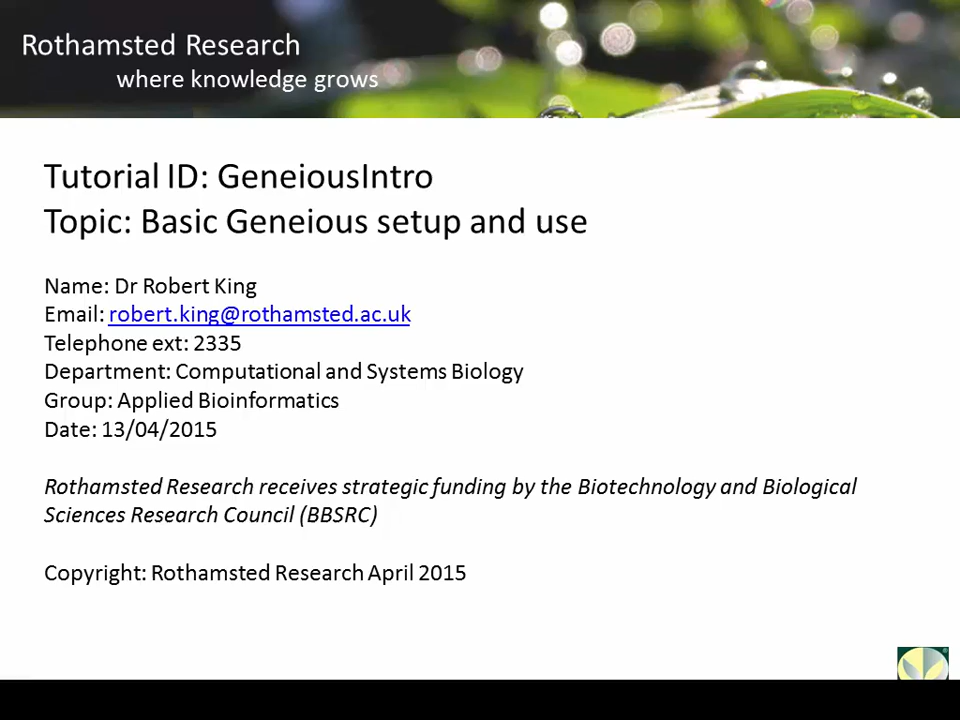 Rothamsted Research
where knowledge grows
Tutorial ID: GeneiousIntro
Topic: Basic Geneious setup and use
Name: Dr Robert King
Email: robert.king@rothamsted.ac.uk
Telephone ext: 2335
Department: Computational and Systems Biology
Group: Applied Bioinformatics
Date: 13/04/2015
Rothamsted Research receives strategic funding by the Biotechnology and Biological
Sciences Research Council (BBSRC)
Copyright: Rothamsted Research April 2015